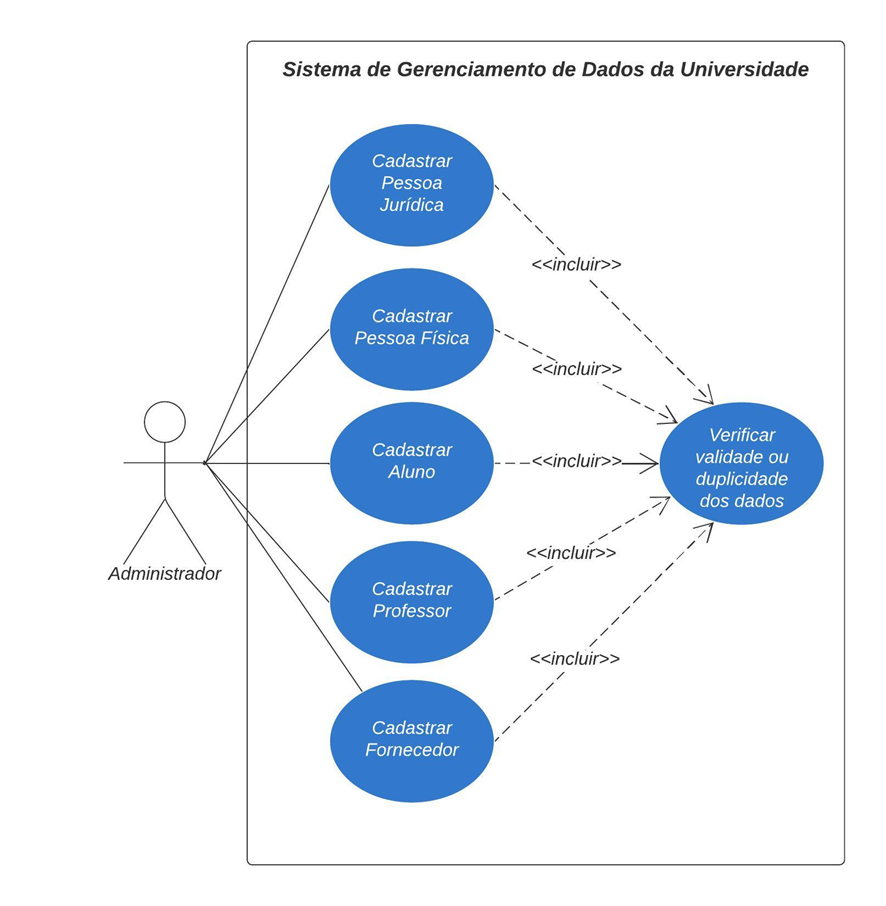 Sistema de Gerenciamento de Dados da Universidade
Cadastrar
Pessoa
Jurídica
<<incluir>>
Cadastrar
Pessoa Física
<<incluir>>
Cadastrar
Aluno
<<incluir>>
Verificar
validade ou
duplicidade
dos dados
Administrador
Cadastrar
Professor
<<incluir>>
Cadastrar
Fornecedor
<<incluir>>